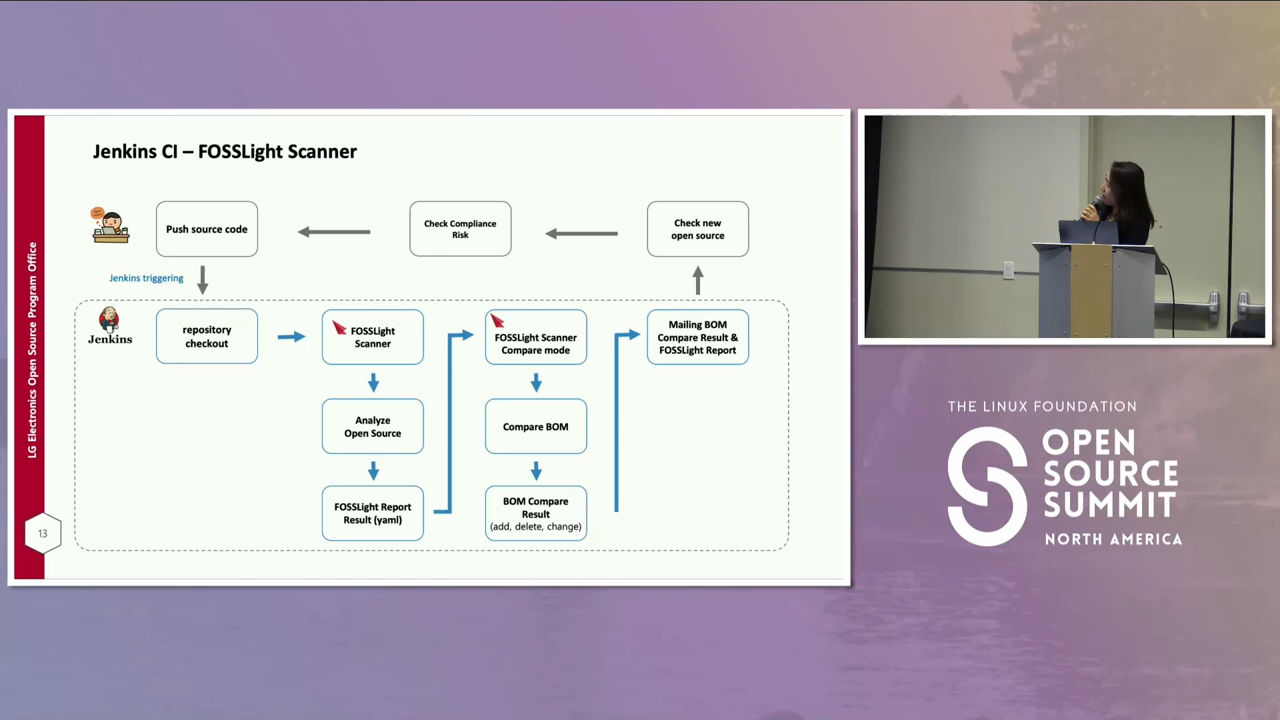 Jenkins CI – FOSSLight Scanner
Push source code
Check Compliance
Risk
Check new
open source
Jenkins triggering
Jenkins
repository
checkout
FOSSLight
Scanner
FOSSLight Scanner
Compare mode
Mailing BOM
Compare Result &
FOSSLight Report
Analyze
Open Source
Compare BOM
FOSSLight Report
Result (yaml)
BOM Compare
Result
(add, delete, change)
LG Electronics Open Source Program Office
13
THE LINUX FOUNDATION
OPEN
SOURCE
SUMMIT
NORTH AMERICA